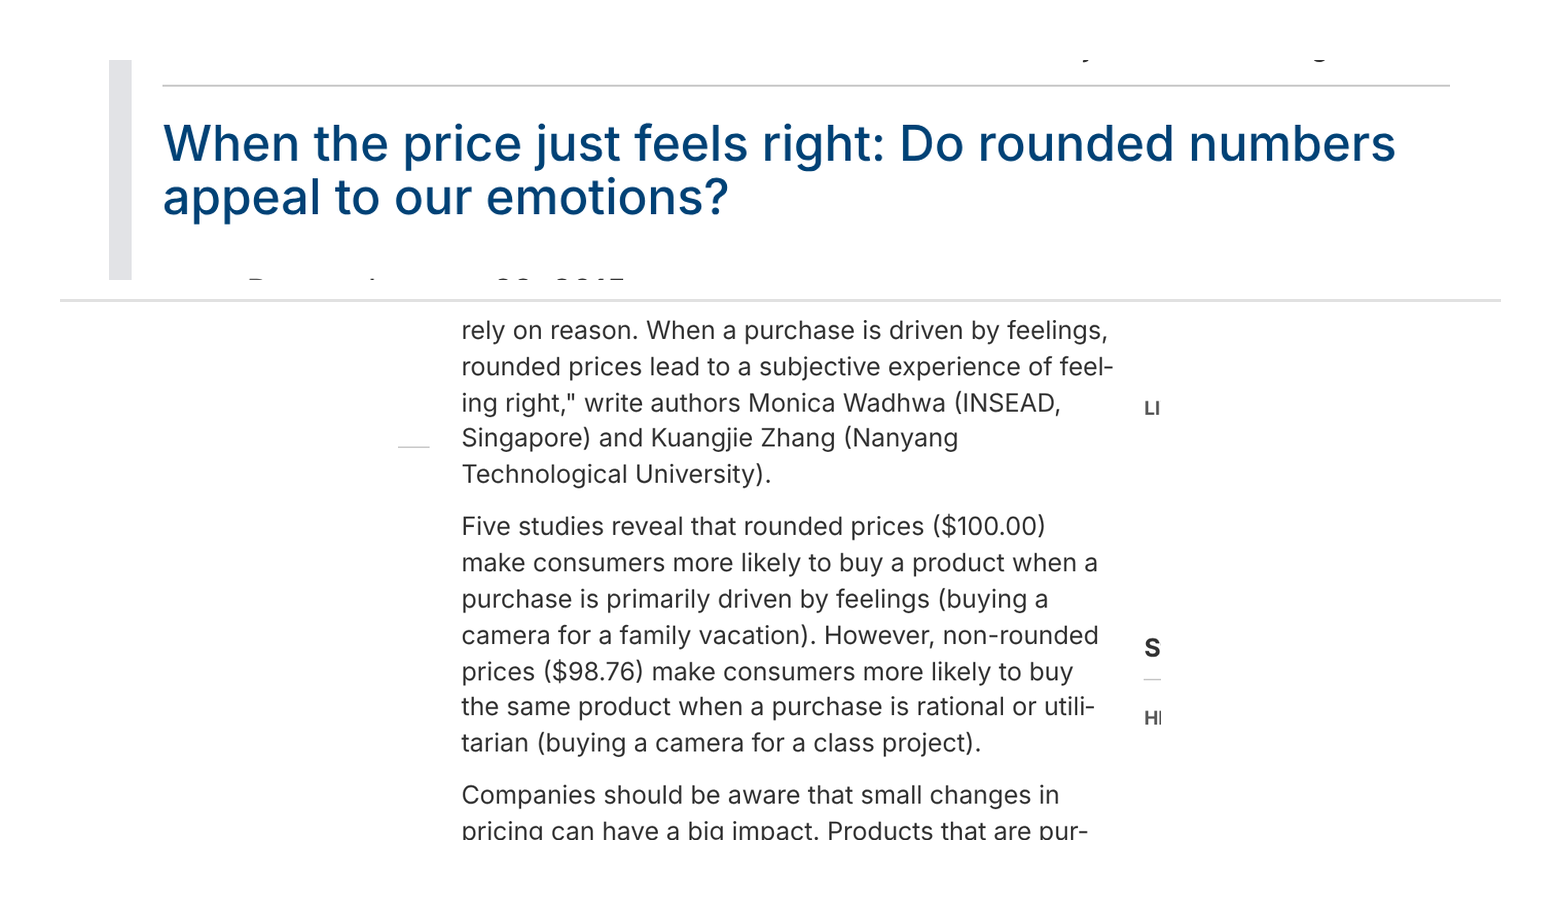 When the price just feels right: Do rounded numbers
appeal to our emotions?
rely on reason. When a purchase is driven by feelings,
rounded prices lead to a subjective experience of feel-
ing right," write authors Monica Wadhwa (INSEAD,
LI
Singapore) and Kuangjie Zhang (Nanyang
Technological University).
Five studies reveal that rounded prices ($100.00)
make consumers more likely to buy a product when a
purchase is primarily driven by feelings (buying a
camera for a family vacation). However, non-rounded
S
prices ($98.76) make consumers more likely to buy
the same product when a purchase is rational or utili-
tarian (buying a camera for a class project).
Companies should be aware that small changes in
pricing can have a big impact. Products that are pur-